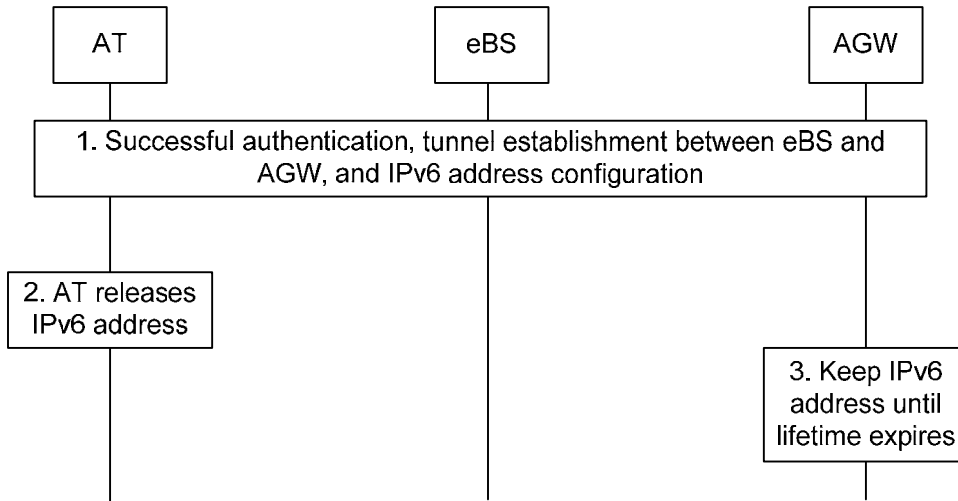 AT
eBS
AGW
1. Successful authentication, tunnel establishment between eBS and
AGW, and IPv6 address configuration
2. AT releases
IPv6 address
3. Keep IPv6
address until
lifetime expires